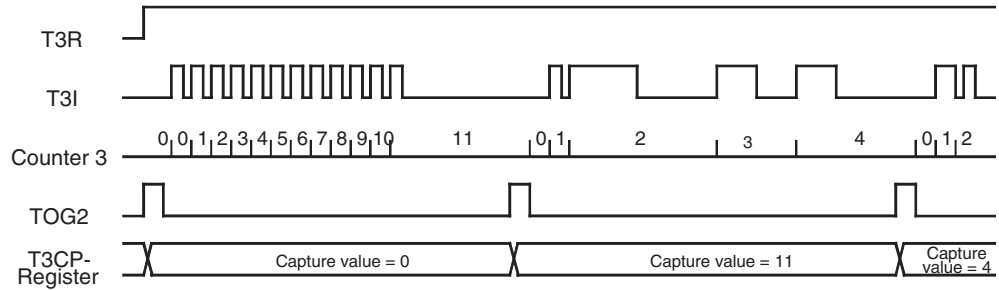 T3R
T3I
0 0 1 2 3 4 5 6 7 8 9 10 11 0 1 2 3 4 0 1 2
Counter 3
TOG2
T3CP-
Register
Capture value = 0
Capture value = 11
Capture
value = 4